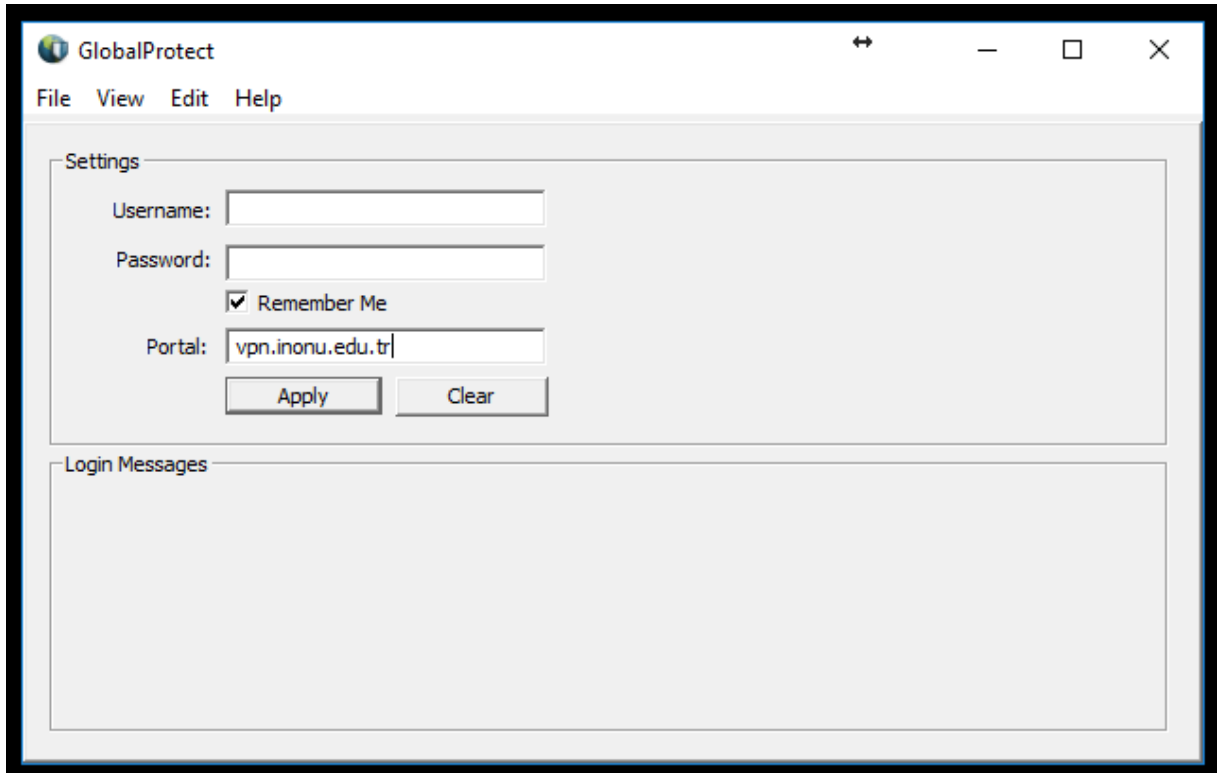 GlobalProtect
File View Edit Help
Settings
Username:
Password:
Remember Me
Portal: vpn.inonu.edu.tr
Apply Clear
Login Messages